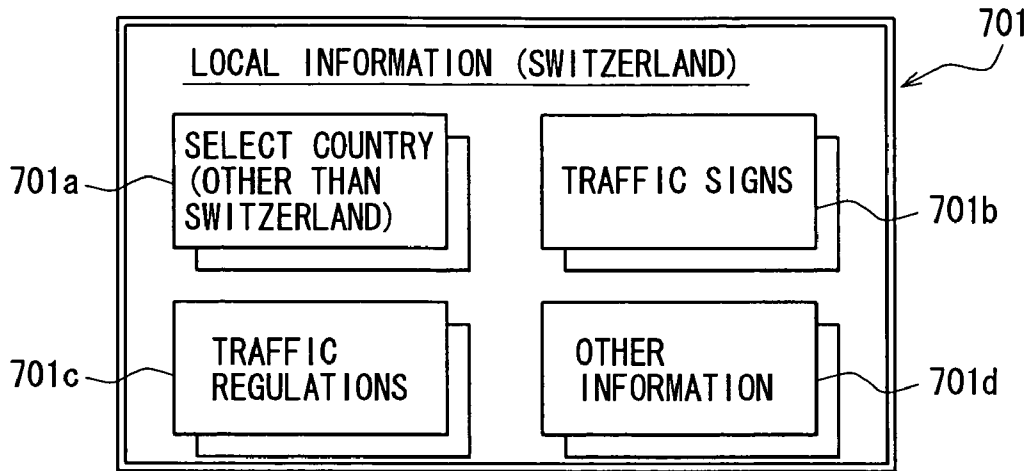 701
LOCAL INFORMATION (SWITZERLAND)
701a
SELECT COUNTRY
(OTHER THAN
SWITZERLAND)
TRAFFIC SIGNS
701b
701c
TRAFFIC
REGULATIONS
OTHER
INFORMATION
701d